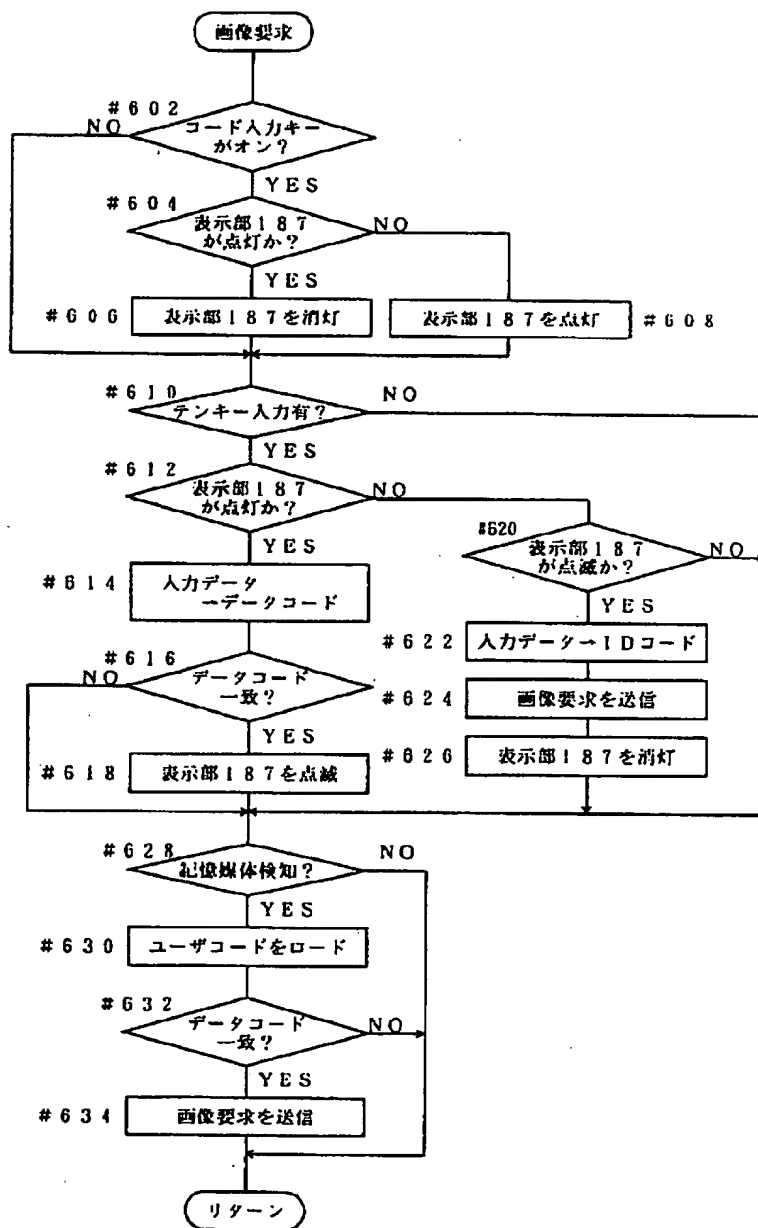 画像要求
#602
NO
コード入力キー
がオン?
YES
#604
表示部187
が点灯か?
NO
YES
#606
表示部187を消灯
表示部187を点灯
#608
#610
テンキー入力有?
NO
YES
#612
表示部187
が点灯か?
NO
YES
#620
表示部187
が点滅か?
NO
YES
#614
入力データ
→データコード
#622
入力データ→IDコード
#616
NO
データコード
一致?
YES
#624
画像要求を送信
#618
表示部187を点滅
#626
表示部187を消灯
#628
記憶媒体検知?
NO
YES
#630
ユーザコードをロード
#632
データコード
一致?
NO
YES
#634
画像要求を送信
リターン